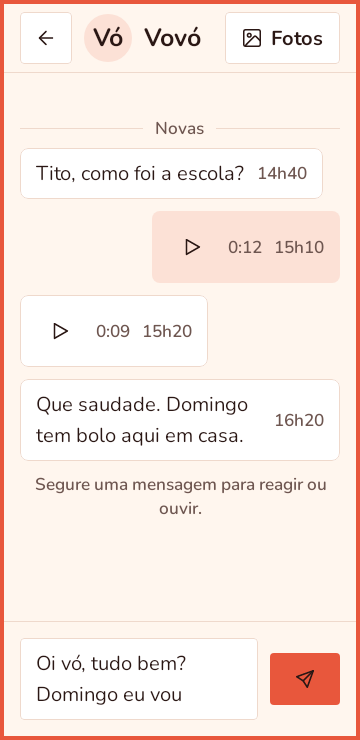 Vó Vovó Fotos
Novas
Tito, como foi a escola? 14h40
0:12 15h10
0:09 15h20
Que saudade. Domingo
tem bolo aqui em casa. 16h20
Segure uma mensagem para reagir ou
ouvir.
Oi vó, tudo bem?
Domingo eu vou